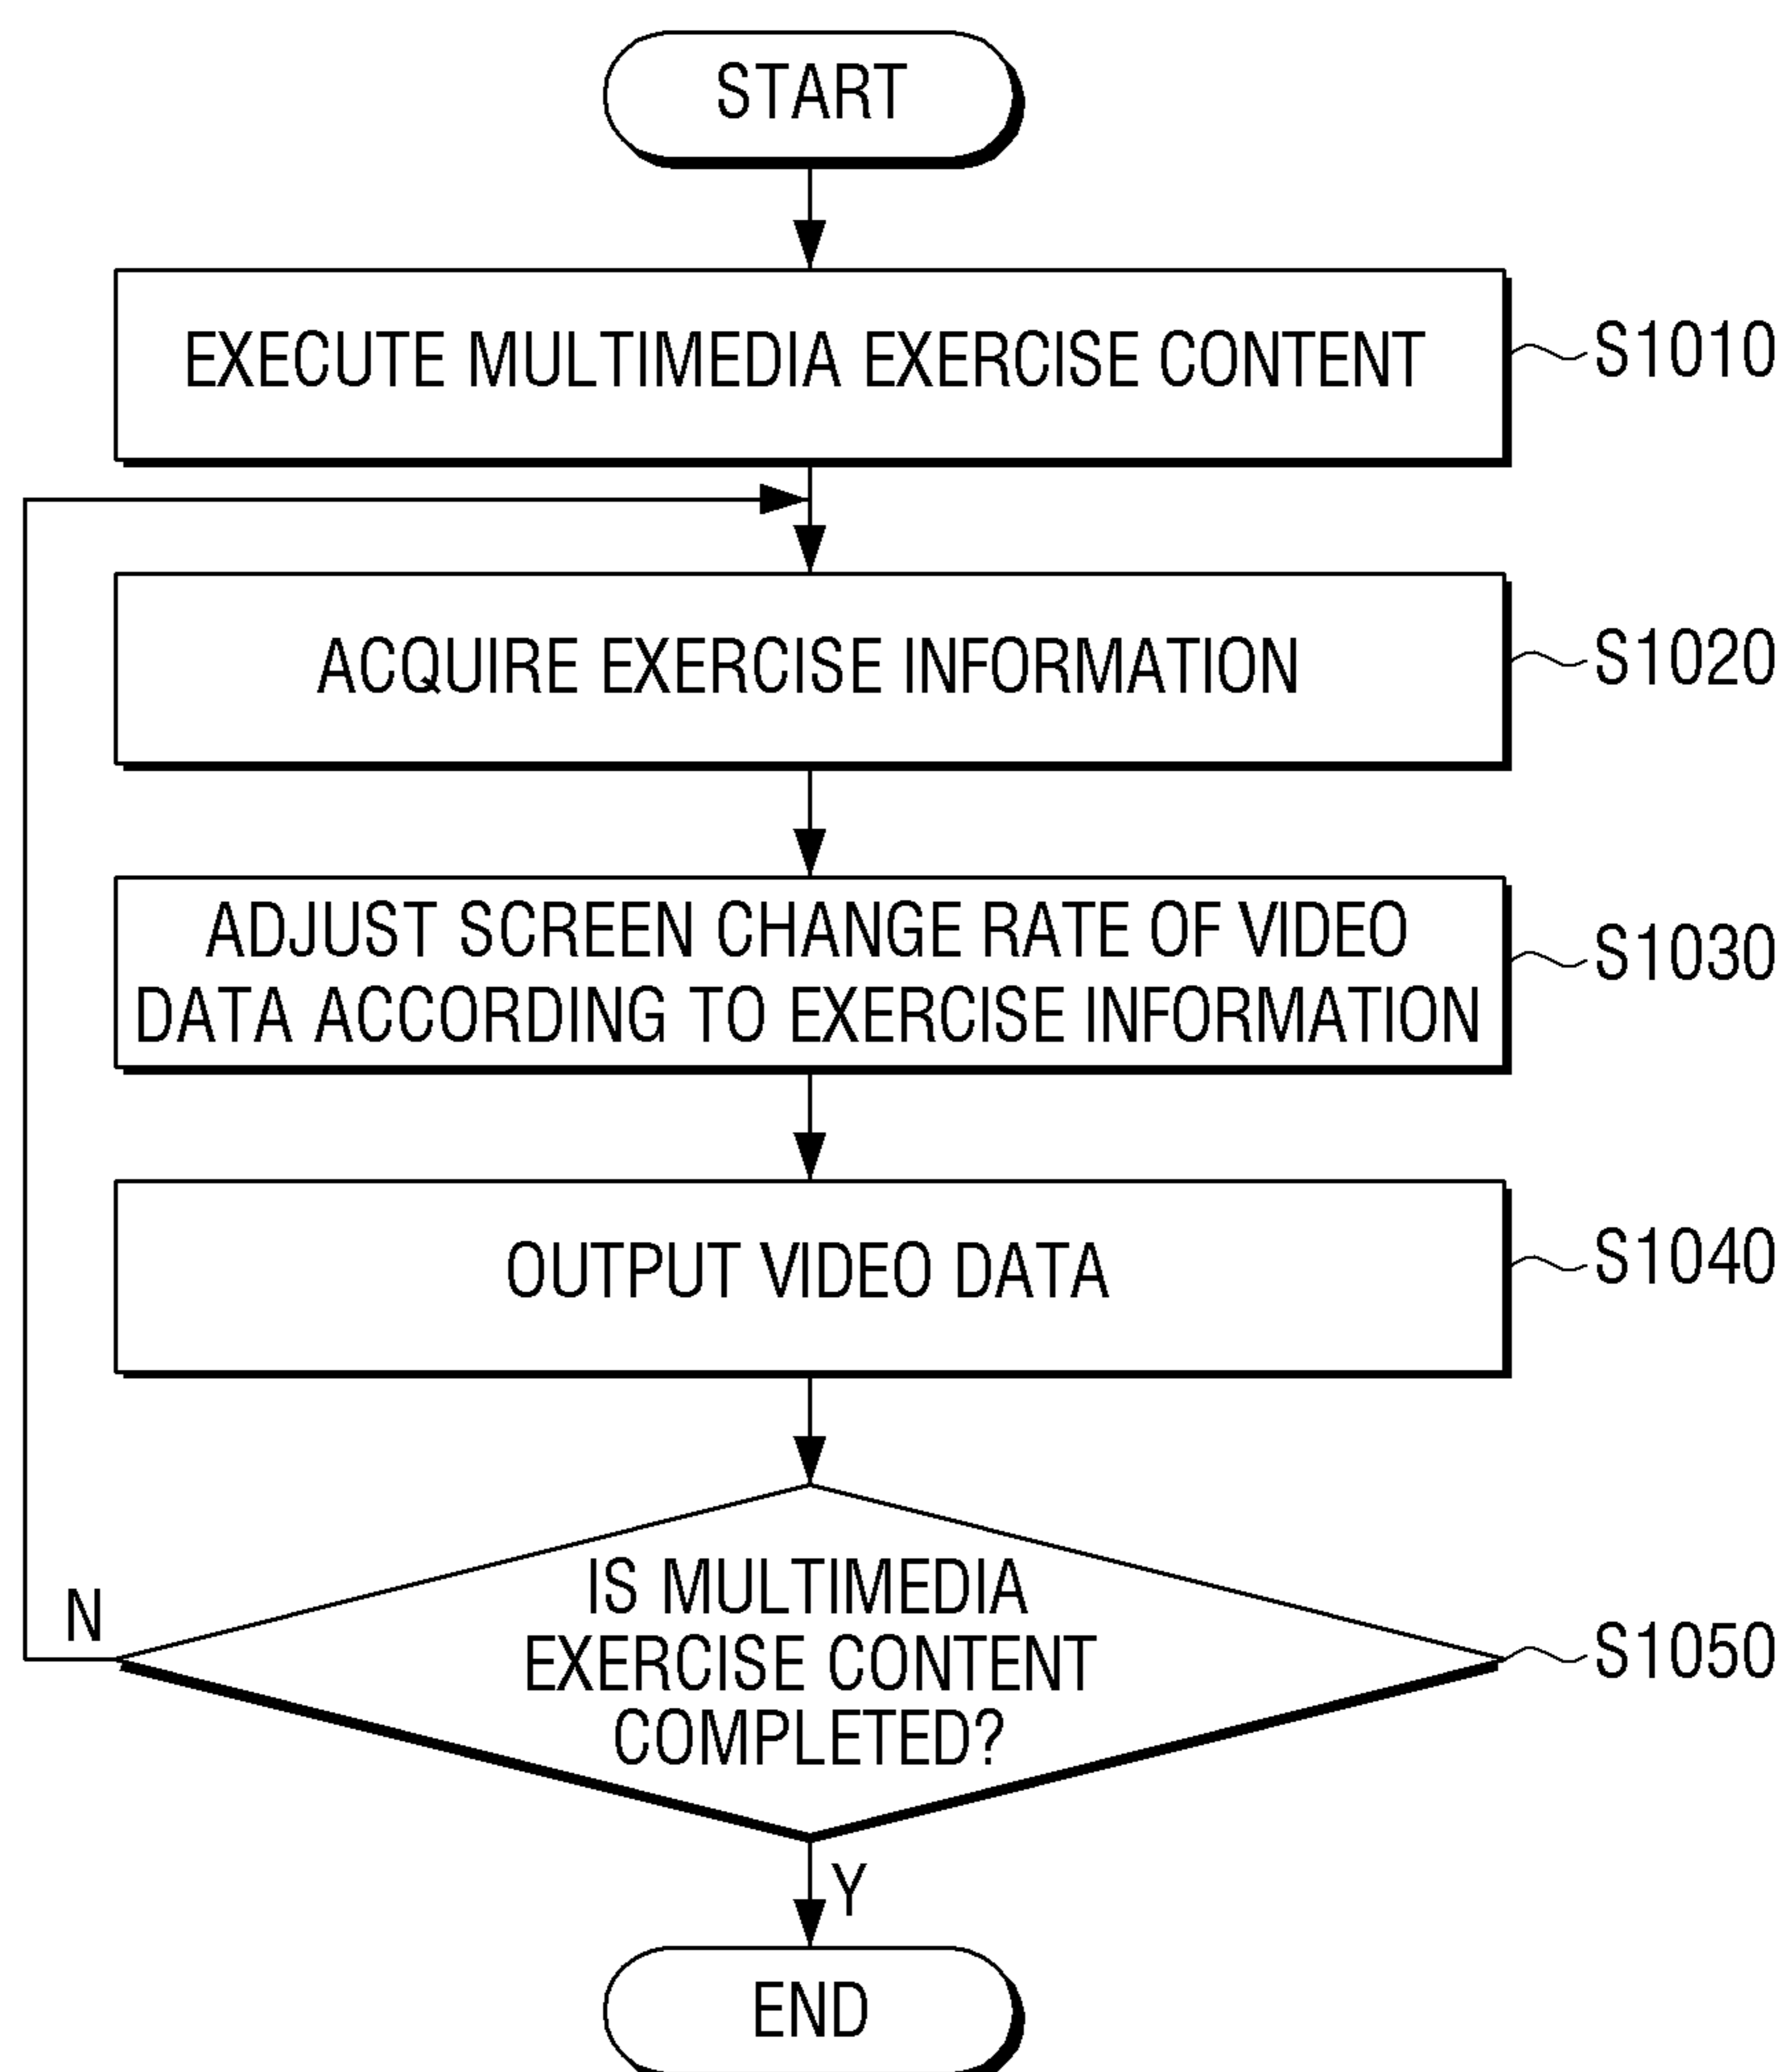 START
EXECUTE MULTIMEDIA EXERCISE CONTENT
S1010
ACQUIRE EXERCISE INFORMATION
S1020
ADJUST SCREEN CHANGE RATE OF VIDEO
DATA ACCORDING TO EXERCISE INFORMATION
S1030
OUTPUT VIDEO DATA
S1040
IS MULTIMEDIA
EXERCISE CONTENT
COMPLETED?
S1050
N
Y
END